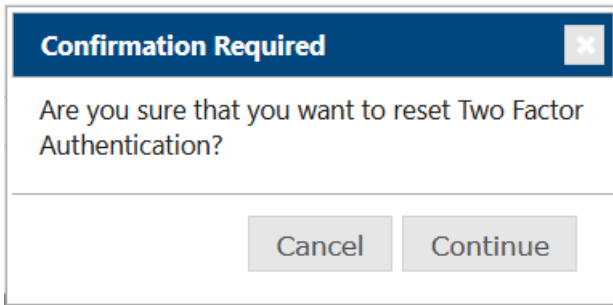 Confirmation Required
Are you sure that you want to reset Two Factor
Authentication?
Cancel Continue